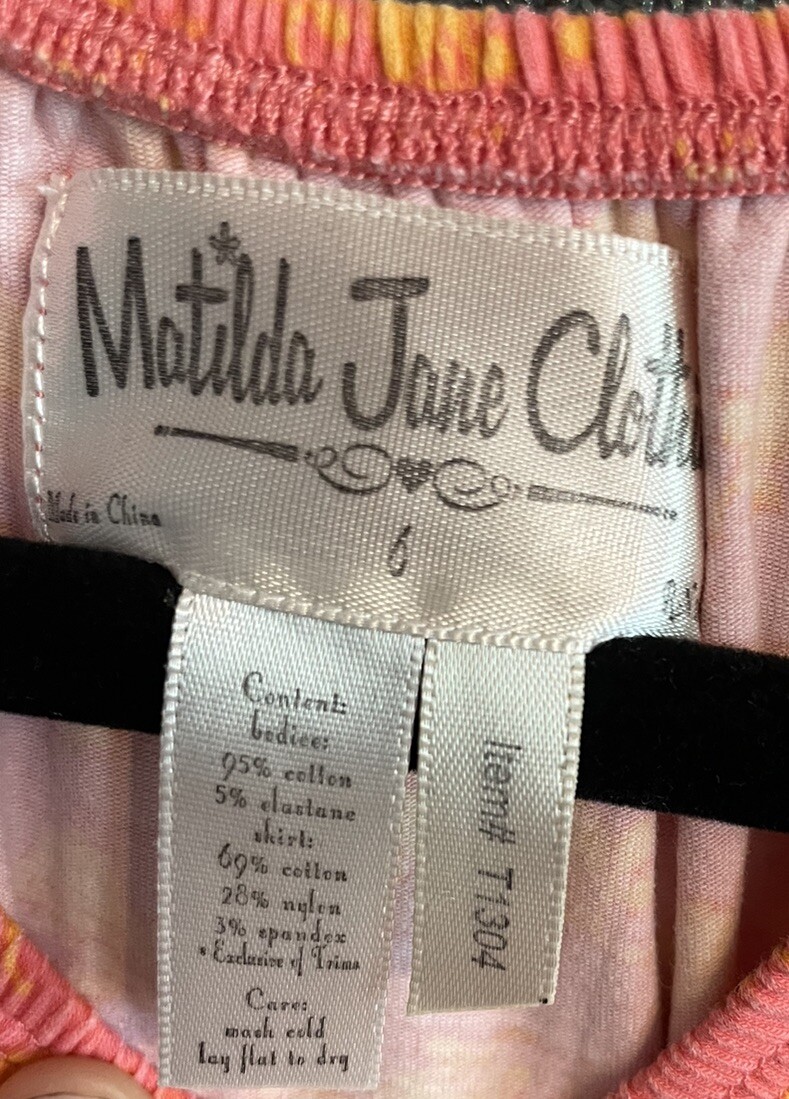 Matilda Jane Cloth
Made in China
6
Content:
bodice:
95% cotton
5% elastane
skirt:
69% cotton
28% nylon
3% spandex
* Exclusive of Trims
Care:
wash cold
lay flat to dry
Item# T1304